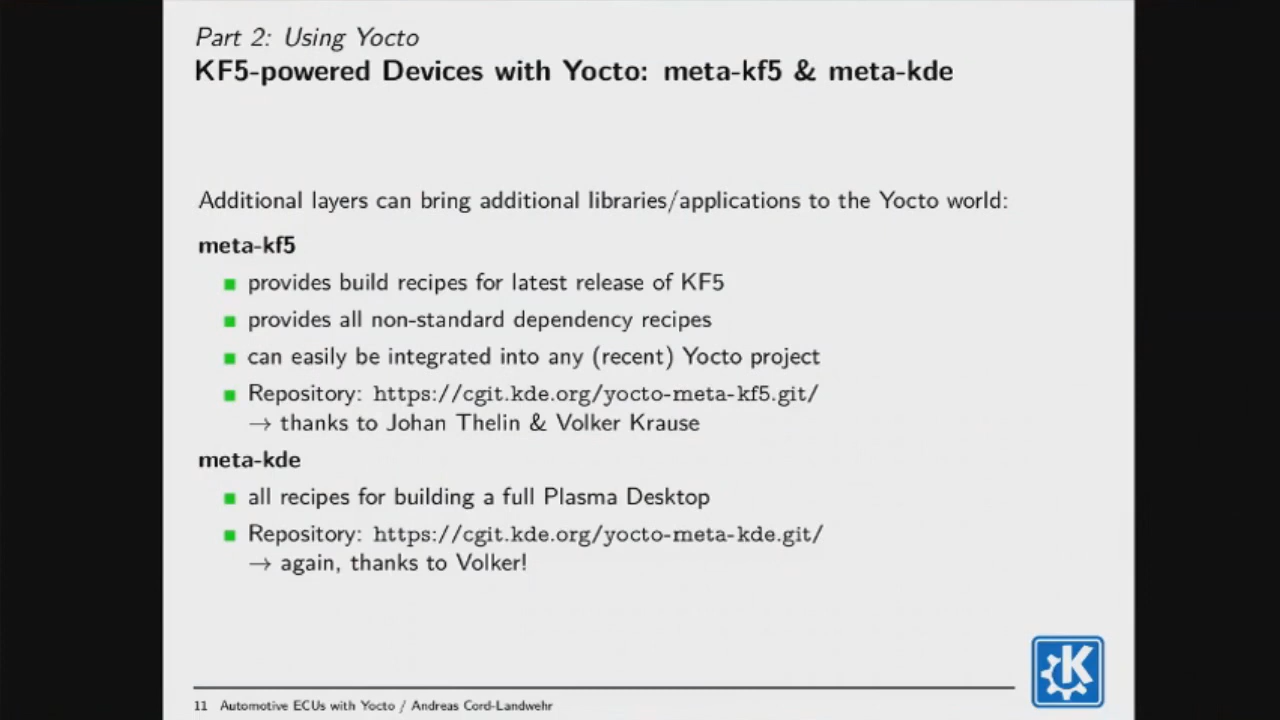 Part 2: Using Yocto
KF5-powered Devices with Yocto: meta-kf5 & meta-kde
Additional layers can bring additional libraries/applications to the Yocto world:
meta-kf5
provides build recipes for latest release of KF5
provides all non-standard dependency recipes
can easily be integrated into any (recent) Yocto project
Repository: https://cgit.kde.org/yocto-meta-kf5.git/
→ thanks to Johan Thelin & Volker Krause
meta-kde
all recipes for building a full Plasma Desktop
Repository: https://cgit.kde.org/yocto-meta-kde.git/
→ again, thanks to Volker!
K
11 Automotive ECUs with Yocto / Andreas Cord-Landwehr